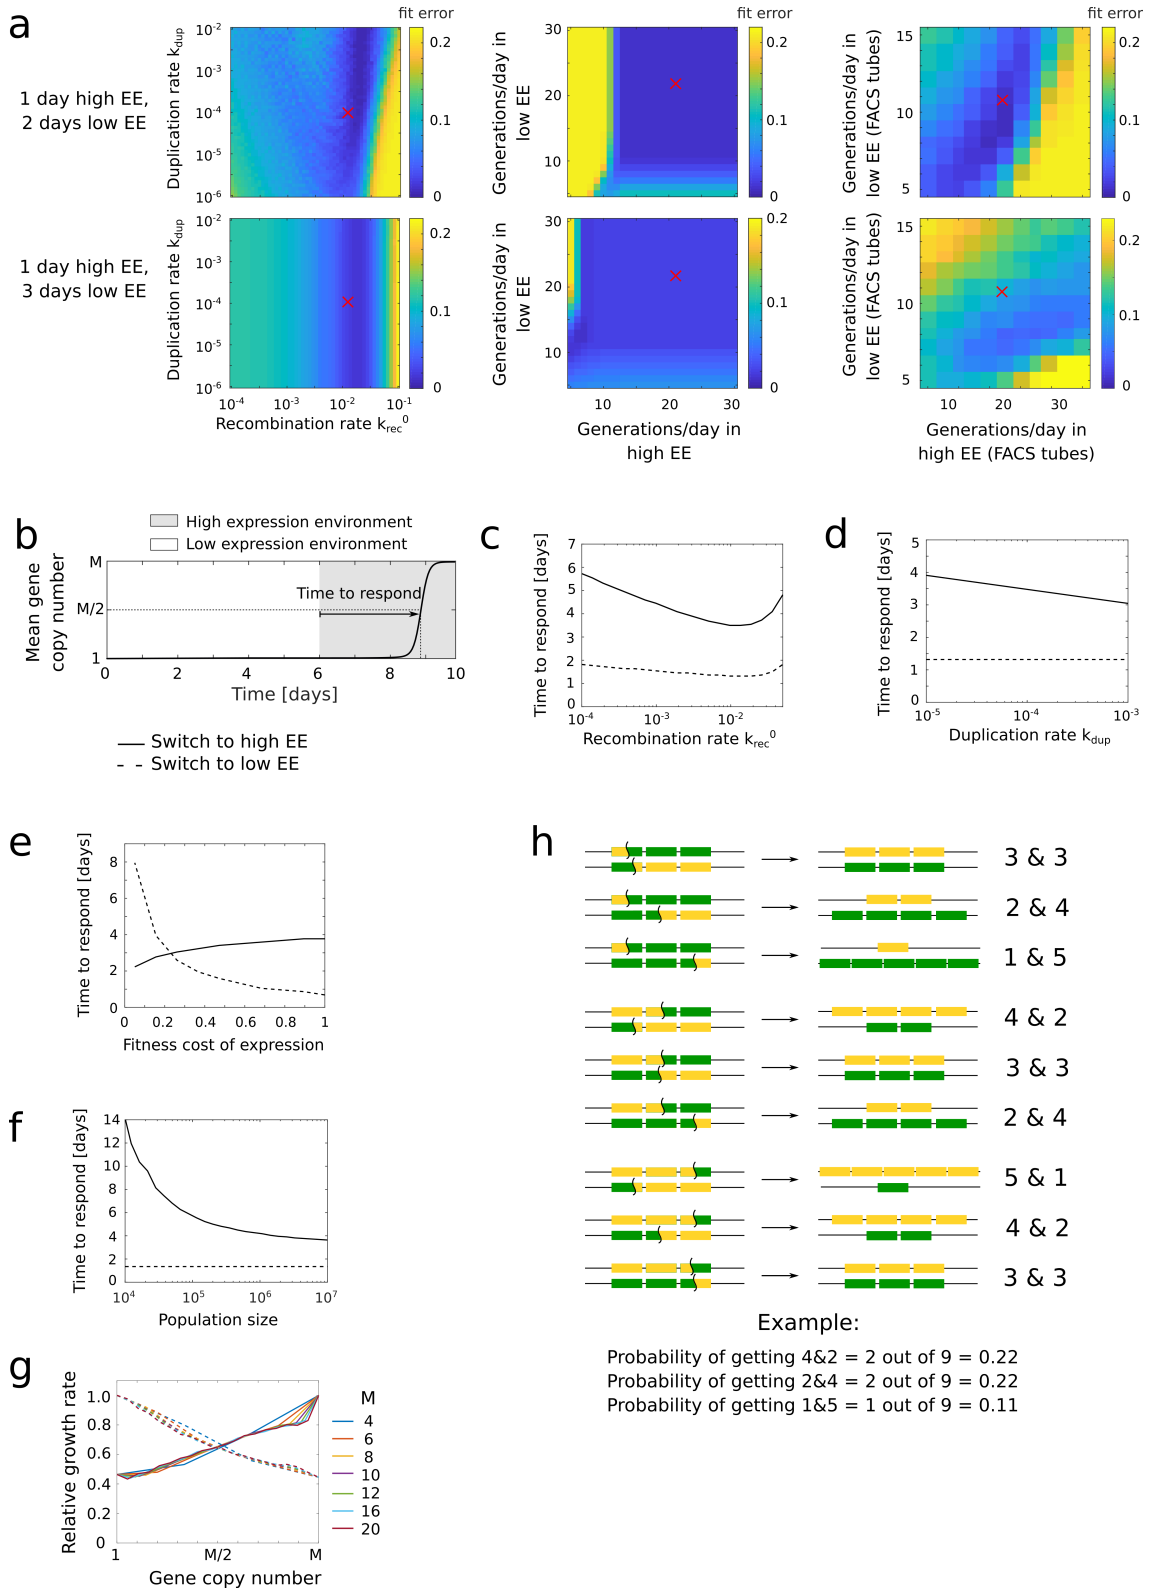 a
fit error
fit error
fit error
1 day high EE,
2 days low EE
Duplication rate kdup
10-2
10-3
10-4
10-5
10-6
0.2
0.1
0
Generations/day in
low EE
30
20
10
0.2
0.1
0
Generations/day in
low EE (FACS tubes)
15
10
5
0.2
0.1
0
1 day high EE,
3 days low EE
Duplication rate kdup
10-2
10-3
10-4
10-5
10-6
0.2
0.1
0
10-4 10-3 10-2 10-1
Recombination rate krec0
Generations/day in
low EE
30
20
10
0.2
0.1
0
10 20 30
Generations/day in
high EE
Generations/day in
low EE (FACS tubes)
15
10
5
0.2
0.1
0
10 20 30
Generations/day in
high EE (FACS tubes)
b
High expression environment
Low expression environment
Mean gene
copy number
M
M/2
1
Time to respond
0 2 4 6 8 10
Time [days]
Switch to high EE
Switch to low EE
c
Time to respond [days]
7
6
5
4
3
2
1
0
10-4 10-3 10-2
Recombination rate krec0
d
Time to respond [days]
5
4
3
2
1
0
10-5 10-4 10-3
Duplication rate kdup
e
Time to respond [days]
8
6
4
2
0
0 0.2 0.4 0.6 0.8 1
Fitness cost of expression
f
Time to respond [days]
14
12
10
8
6
4
2
0
104 105 106 107
Population size
g
Relative growth rate
1.0
0.8
0.6
0.4
0.2
0
1 M/2 M
Gene copy number
M
4
6
8
10
12
16
20
h
3 & 3
2 & 4
1 & 5
4 & 2
3 & 3
2 & 4
5 & 1
4 & 2
3 & 3
Example:
Probability of getting 4&2 = 2 out of 9 = 0.22
Probability of getting 2&4 = 2 out of 9 = 0.22
Probability of getting 1&5 = 1 out of 9 = 0.11